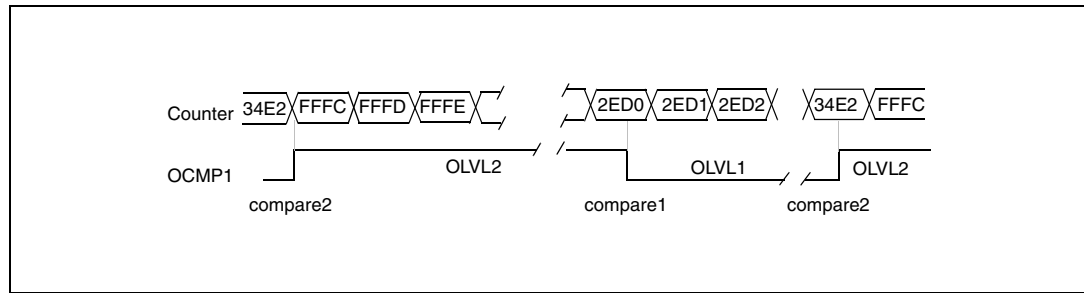 Counter 34E2 FFFC FFFD FFFE 2ED0 2ED1 2ED2 34E2 FFFC
OCMP1 OLVL2 OLVL1 OLVL2
compare2 compare1 compare2